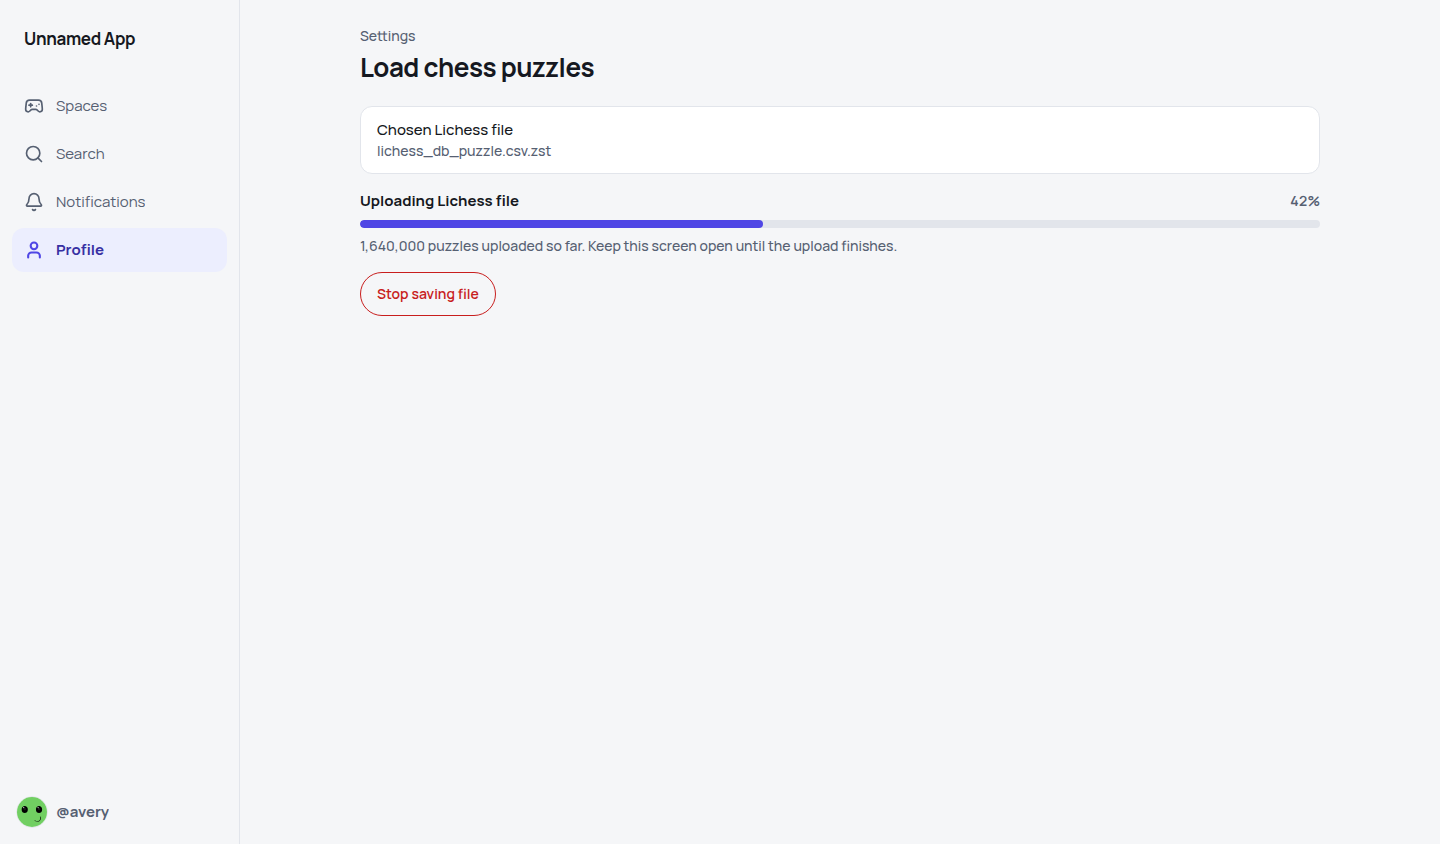 Unnamed App
Spaces
Search
Notifications
Profile
@avery
Settings
Load chess puzzles
Chosen Lichess file
lichess_db_puzzle.csv.zst
Uploading Lichess file
42%
1,640,000 puzzles uploaded so far. Keep this screen open until the upload finishes.
Stop saving file